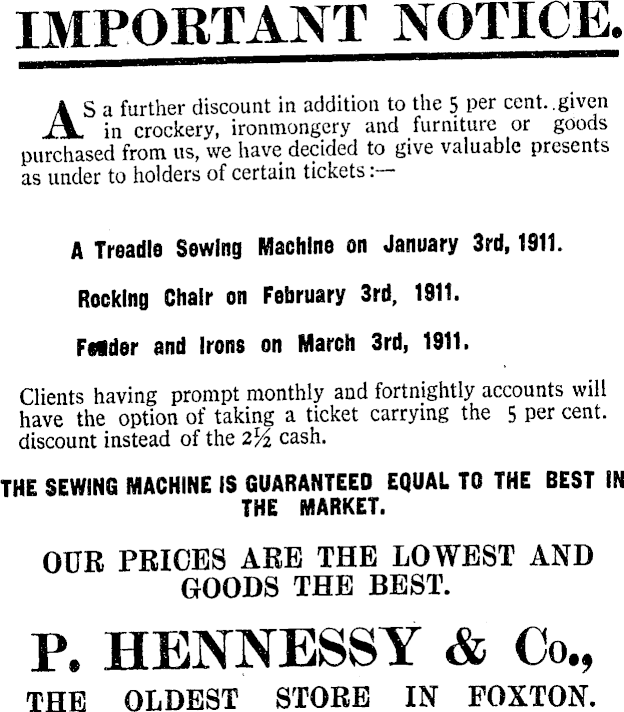 IMPORTANT NOTICE.
AS a further discount in addition to the 5 per cent. given
in crockery, ironmongery and furniture or goods
purchased from us, we have decided to give valuable presents
as under to holders of certain tickets:—
A Treadle Sewing Machine on January 3rd, 1911.
Rocking Chair on February 3rd, 1911.
Fender and Irons on March 3rd, 1911.
Clients having prompt monthly and fortnightly accounts will
have the option of taking a ticket carrying the 5 per cent.
discount instead of the 2½ cash.
THE SEWING MACHINE IS GUARANTEED EQUAL TO THE BEST IN
THE MARKET.
OUR PRICES ARE THE LOWEST AND
GOODS THE BEST.
P. HENNESSY & Co.,
THE OLDEST STORE IN FOXTON.